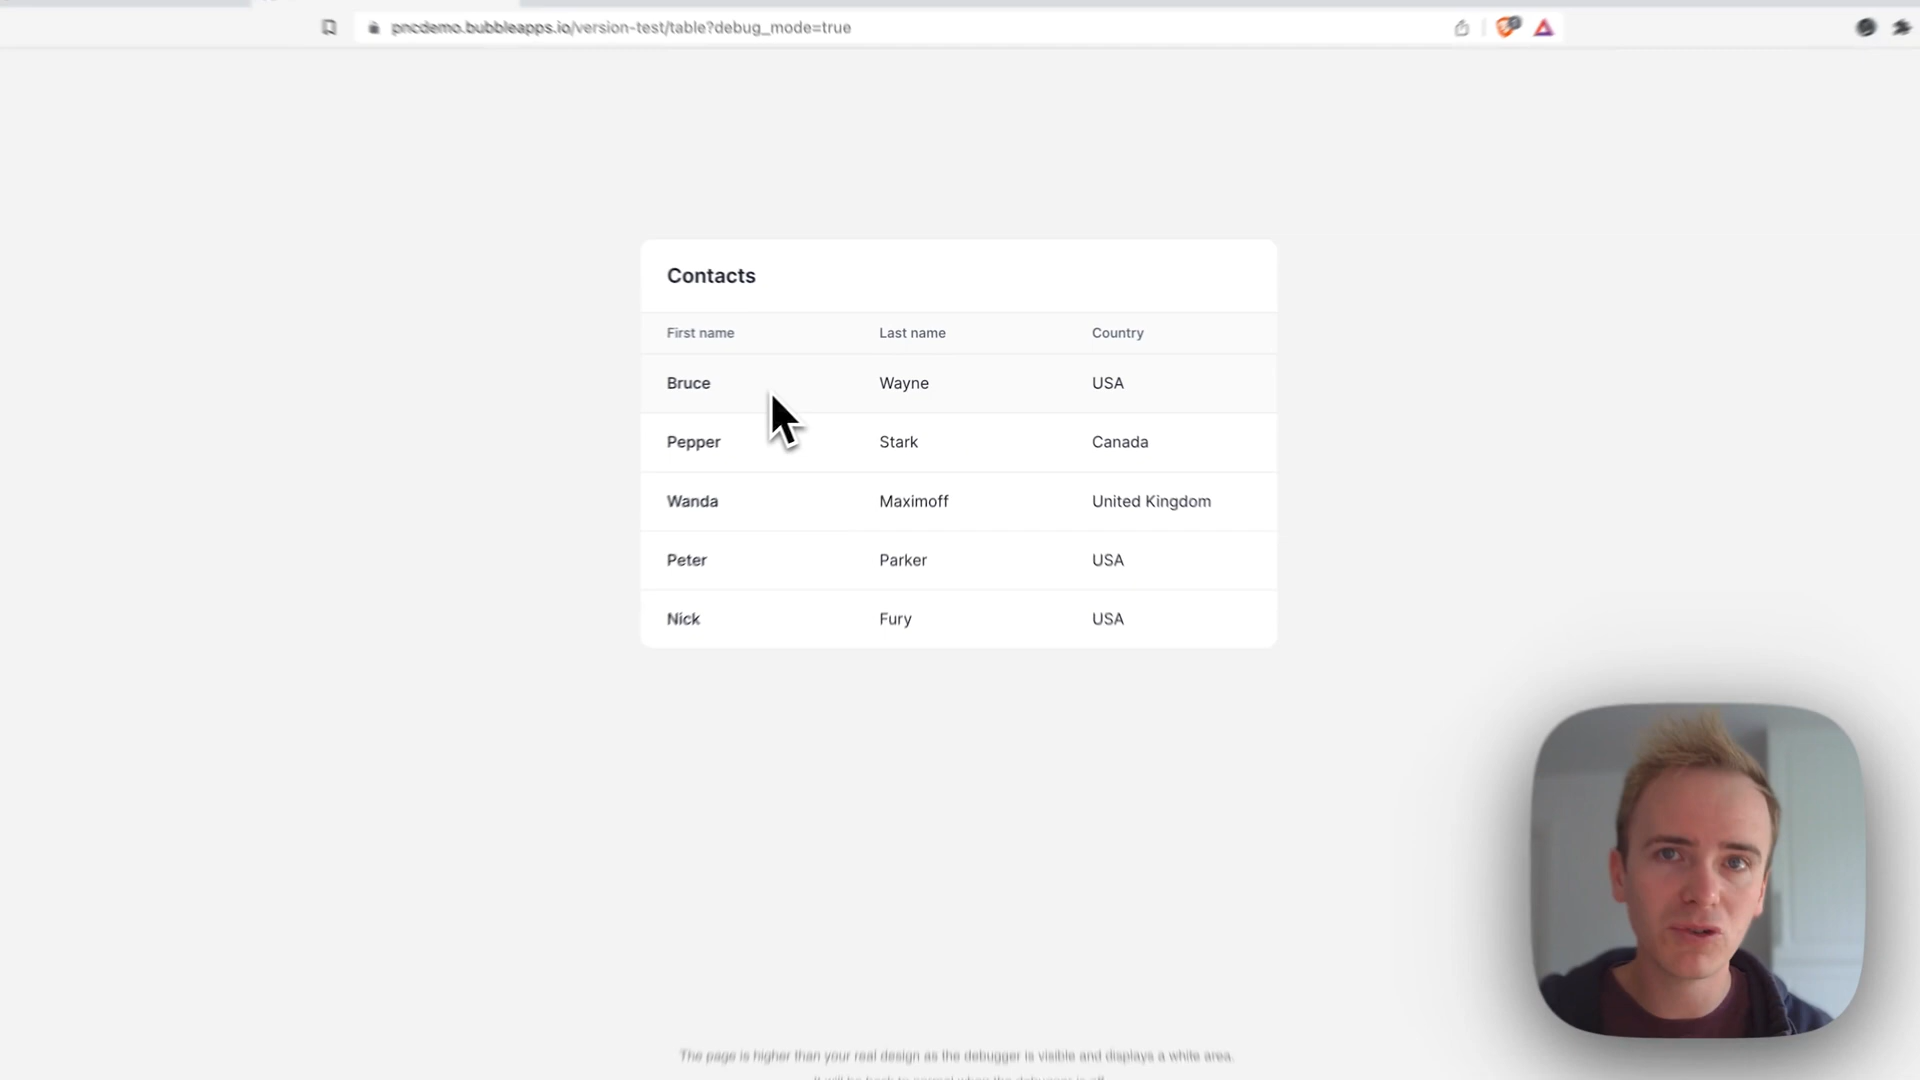 pncdemo.bubbleapps.io/version-test/table?debug_mode=true
Contacts
First name Last name Country
Bruce Wayne USA
Pepper Stark Canada
Wanda Maximoff United Kingdom
Peter Parker USA
Nick Fury USA
The page is higher than your real design as the debugger is visible and displays a white area.